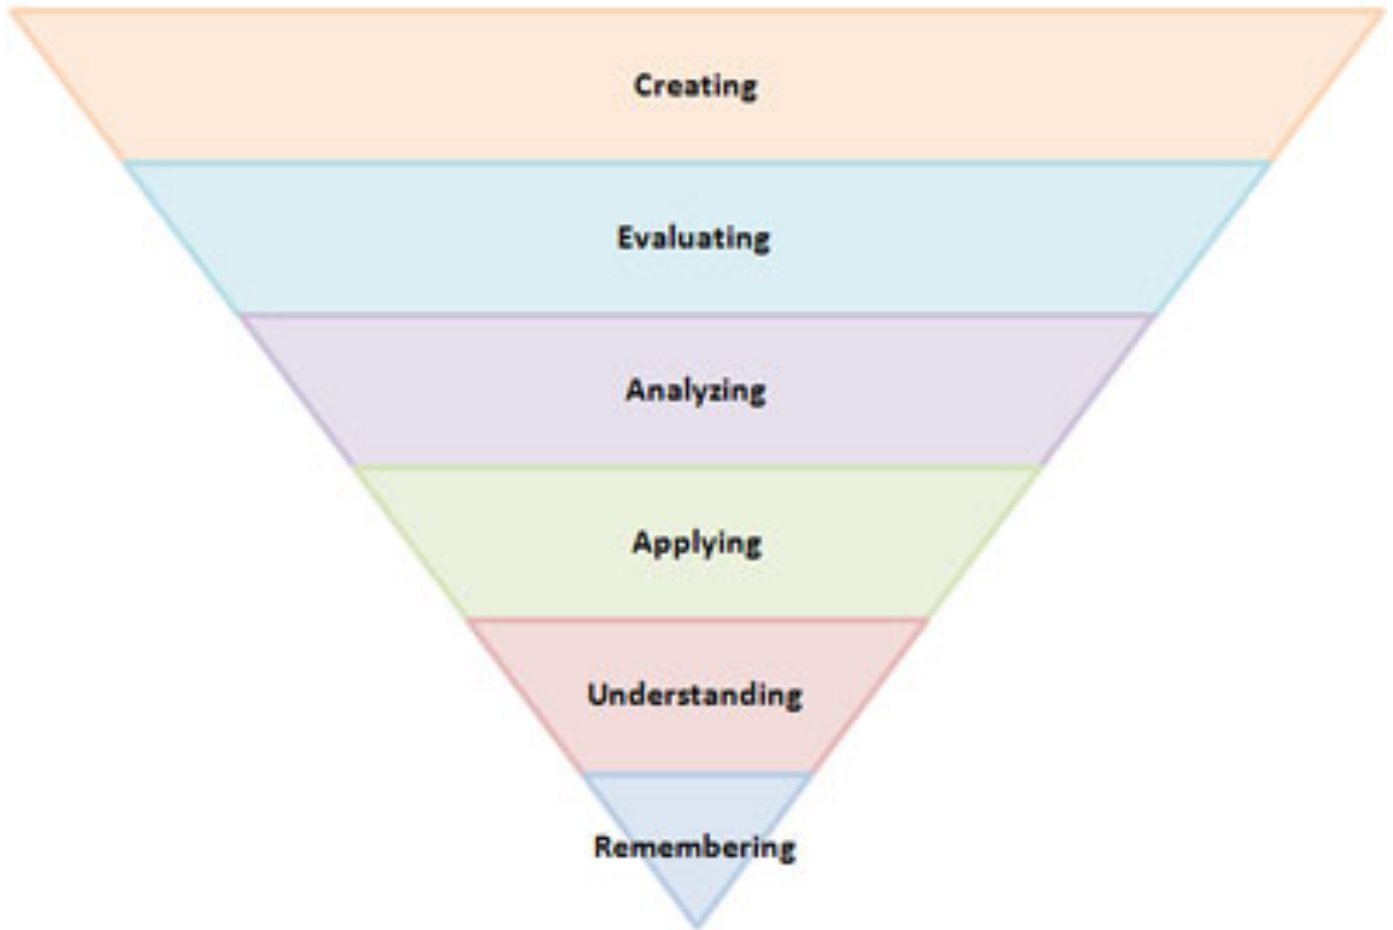 Creating
Evaluating
Analyzing
Applying
Understanding
Remembering